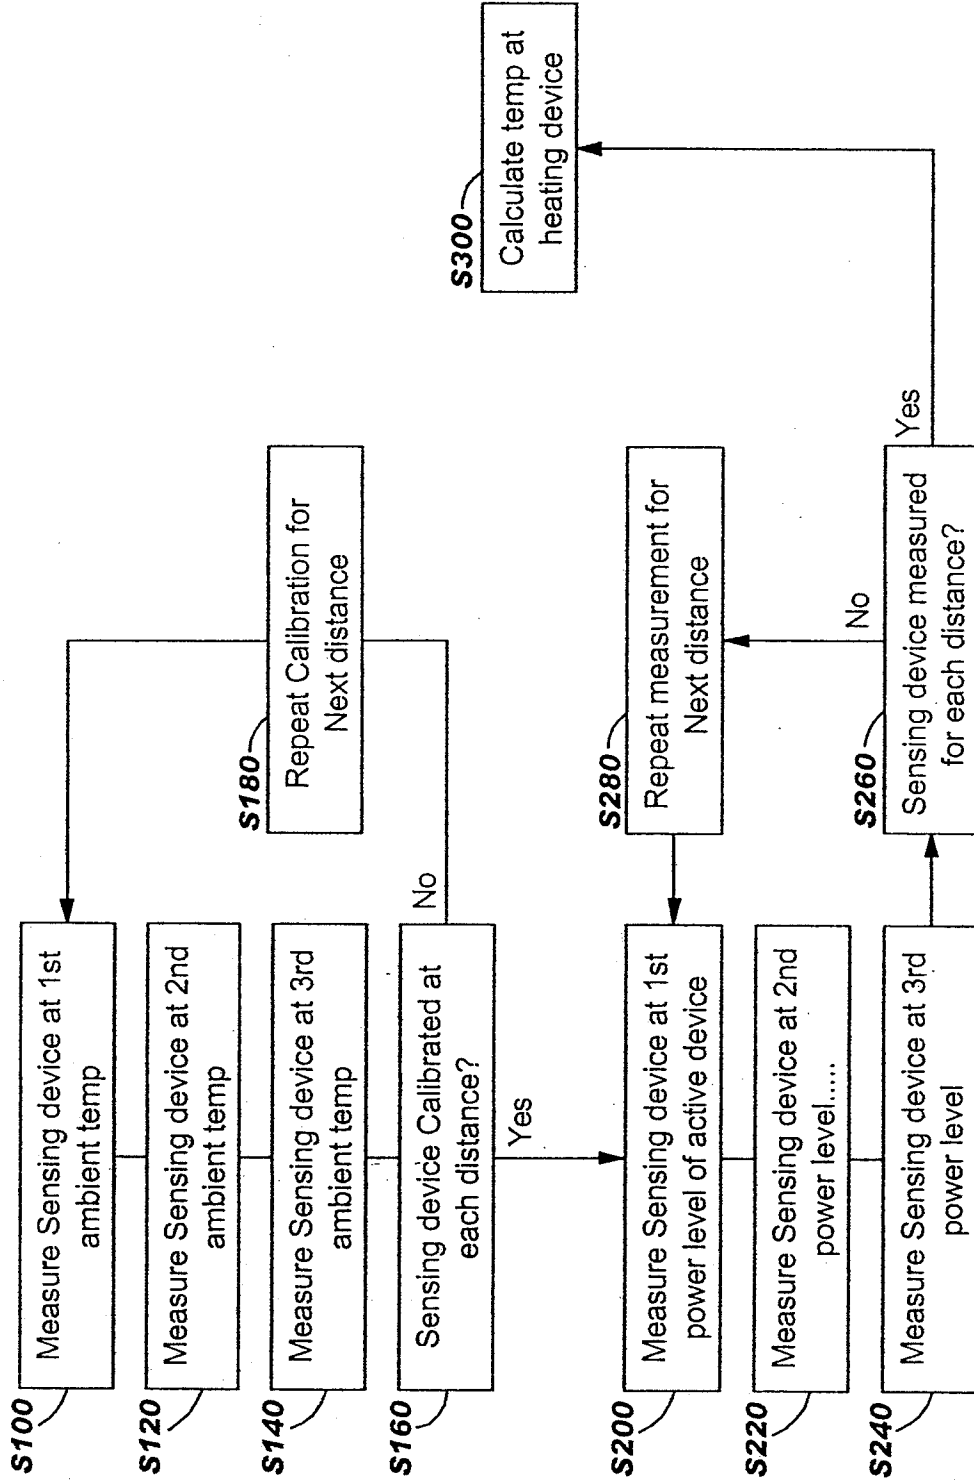 S100
Measure Sensing device at 1st
ambient temp
S120
Measure Sensing device at 2nd
ambient temp
S140
Measure Sensing device at 3rd
ambient temp
S160
Sensing device Calibrated at
each distance?
No
Yes
S180
Repeat Calibration for
Next distance
S200
Measure Sensing device at 1st
power level of active device
S220
Measure Sensing device at 2nd
power level.....
S240
Measure Sensing device at 3rd
power level
S260
Sensing device measured
for each distance?
No
Yes
S280
Repeat measurement for
Next distance
S300
Calculate temp at
heating device